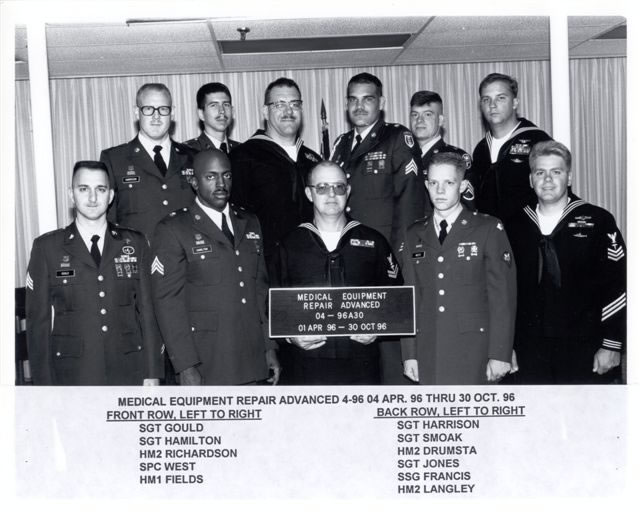 MEDICAL EQUIPMENT
REPAIR ADVANCED
04 - 96A30
01 APR 96 - 30 OCT 96
MEDICAL EQUIPMENT REPAIR ADVANCED 4-96 04 APR. 96 THRU 30 OCT. 96
FRONT ROW, LEFT TO RIGHT
SGT GOULD
SGT HAMILTON
HM2 RICHARDSON
SPC WEST
HM1 FIELDS
BACK ROW, LEFT TO RIGHT
SGT HARRISON
SGT SMOAK
HM2 DRUMSTA
SGT JONES
SSG FRANCIS
HM2 LANGLEY